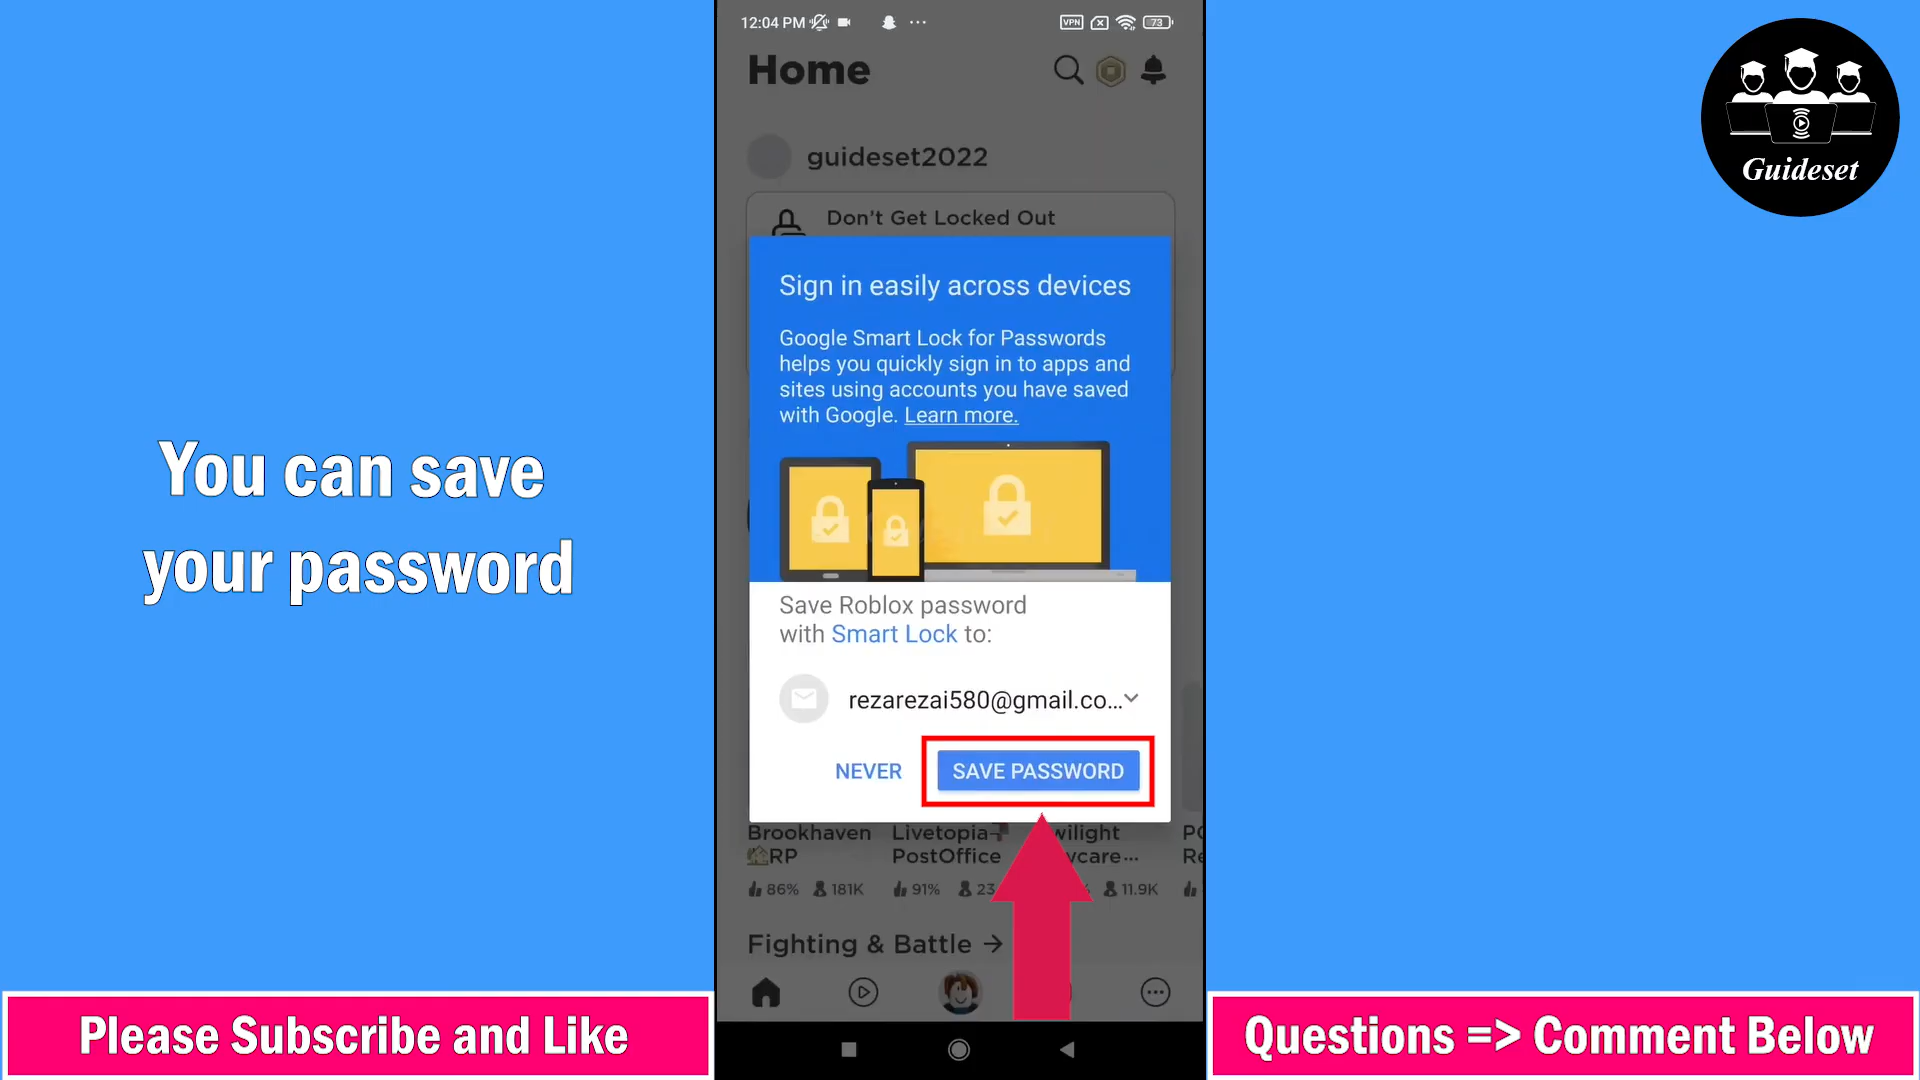 12:04 PM
VPN
73
Home
guideset2022
Don't Get Locked Out
Sign in easily across devices
Google Smart Lock for Passwords
helps you quickly sign in to apps and
sites using accounts you have saved
with Google. Learn more.
Save Roblox password
with Smart Lock to:
rezarezai580@gmail.co...
NEVER
SAVE PASSWORD
Brookhaven
RP
86% 181K
Livetopia
PostOffice
91% 23
11.9K
Fighting & Battle →
You can save
your password
Guideset
Please Subscribe and Like
Questions => Comment Below